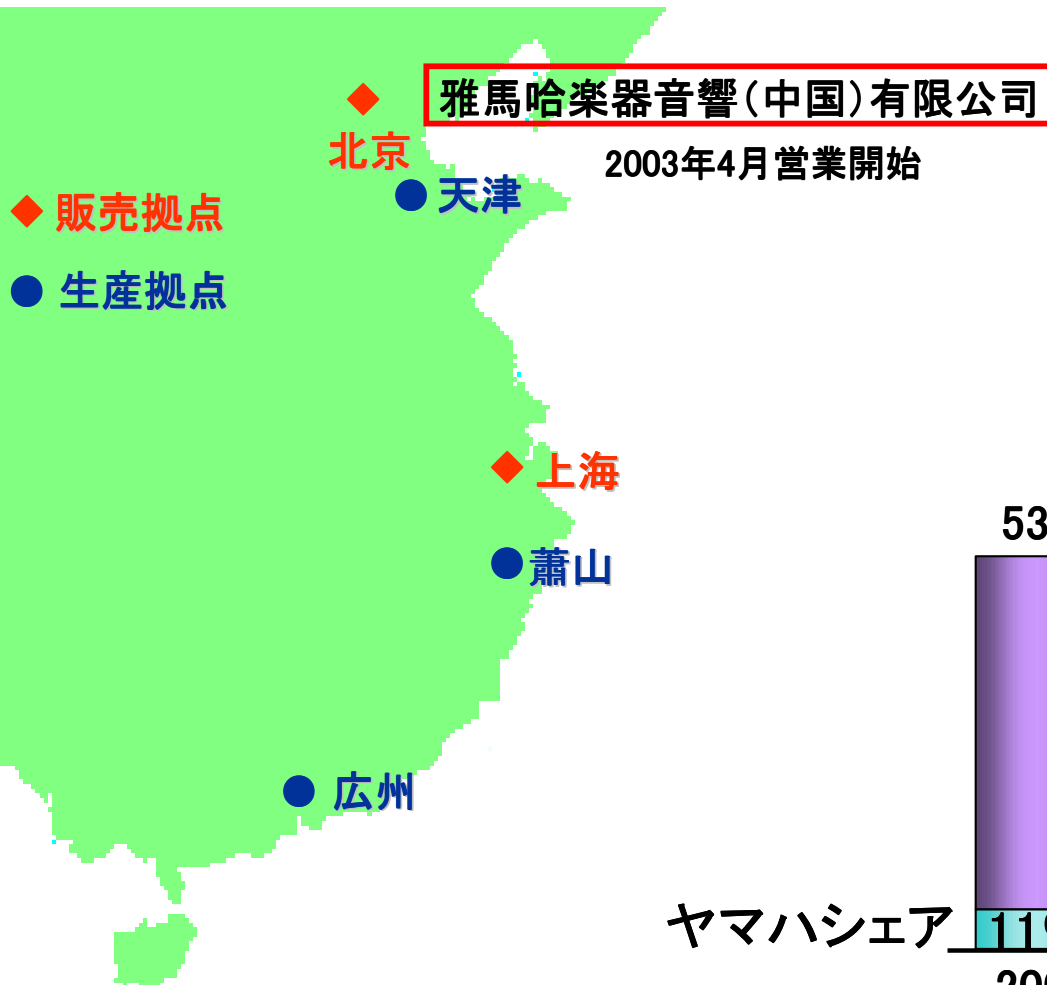 雅馬哈楽器音響(中国)有限公司
2003年4月営業開始
北京
天津
販売拠点
生産拠点
上海
蕭山
広州
53
ヤマハシェア
11